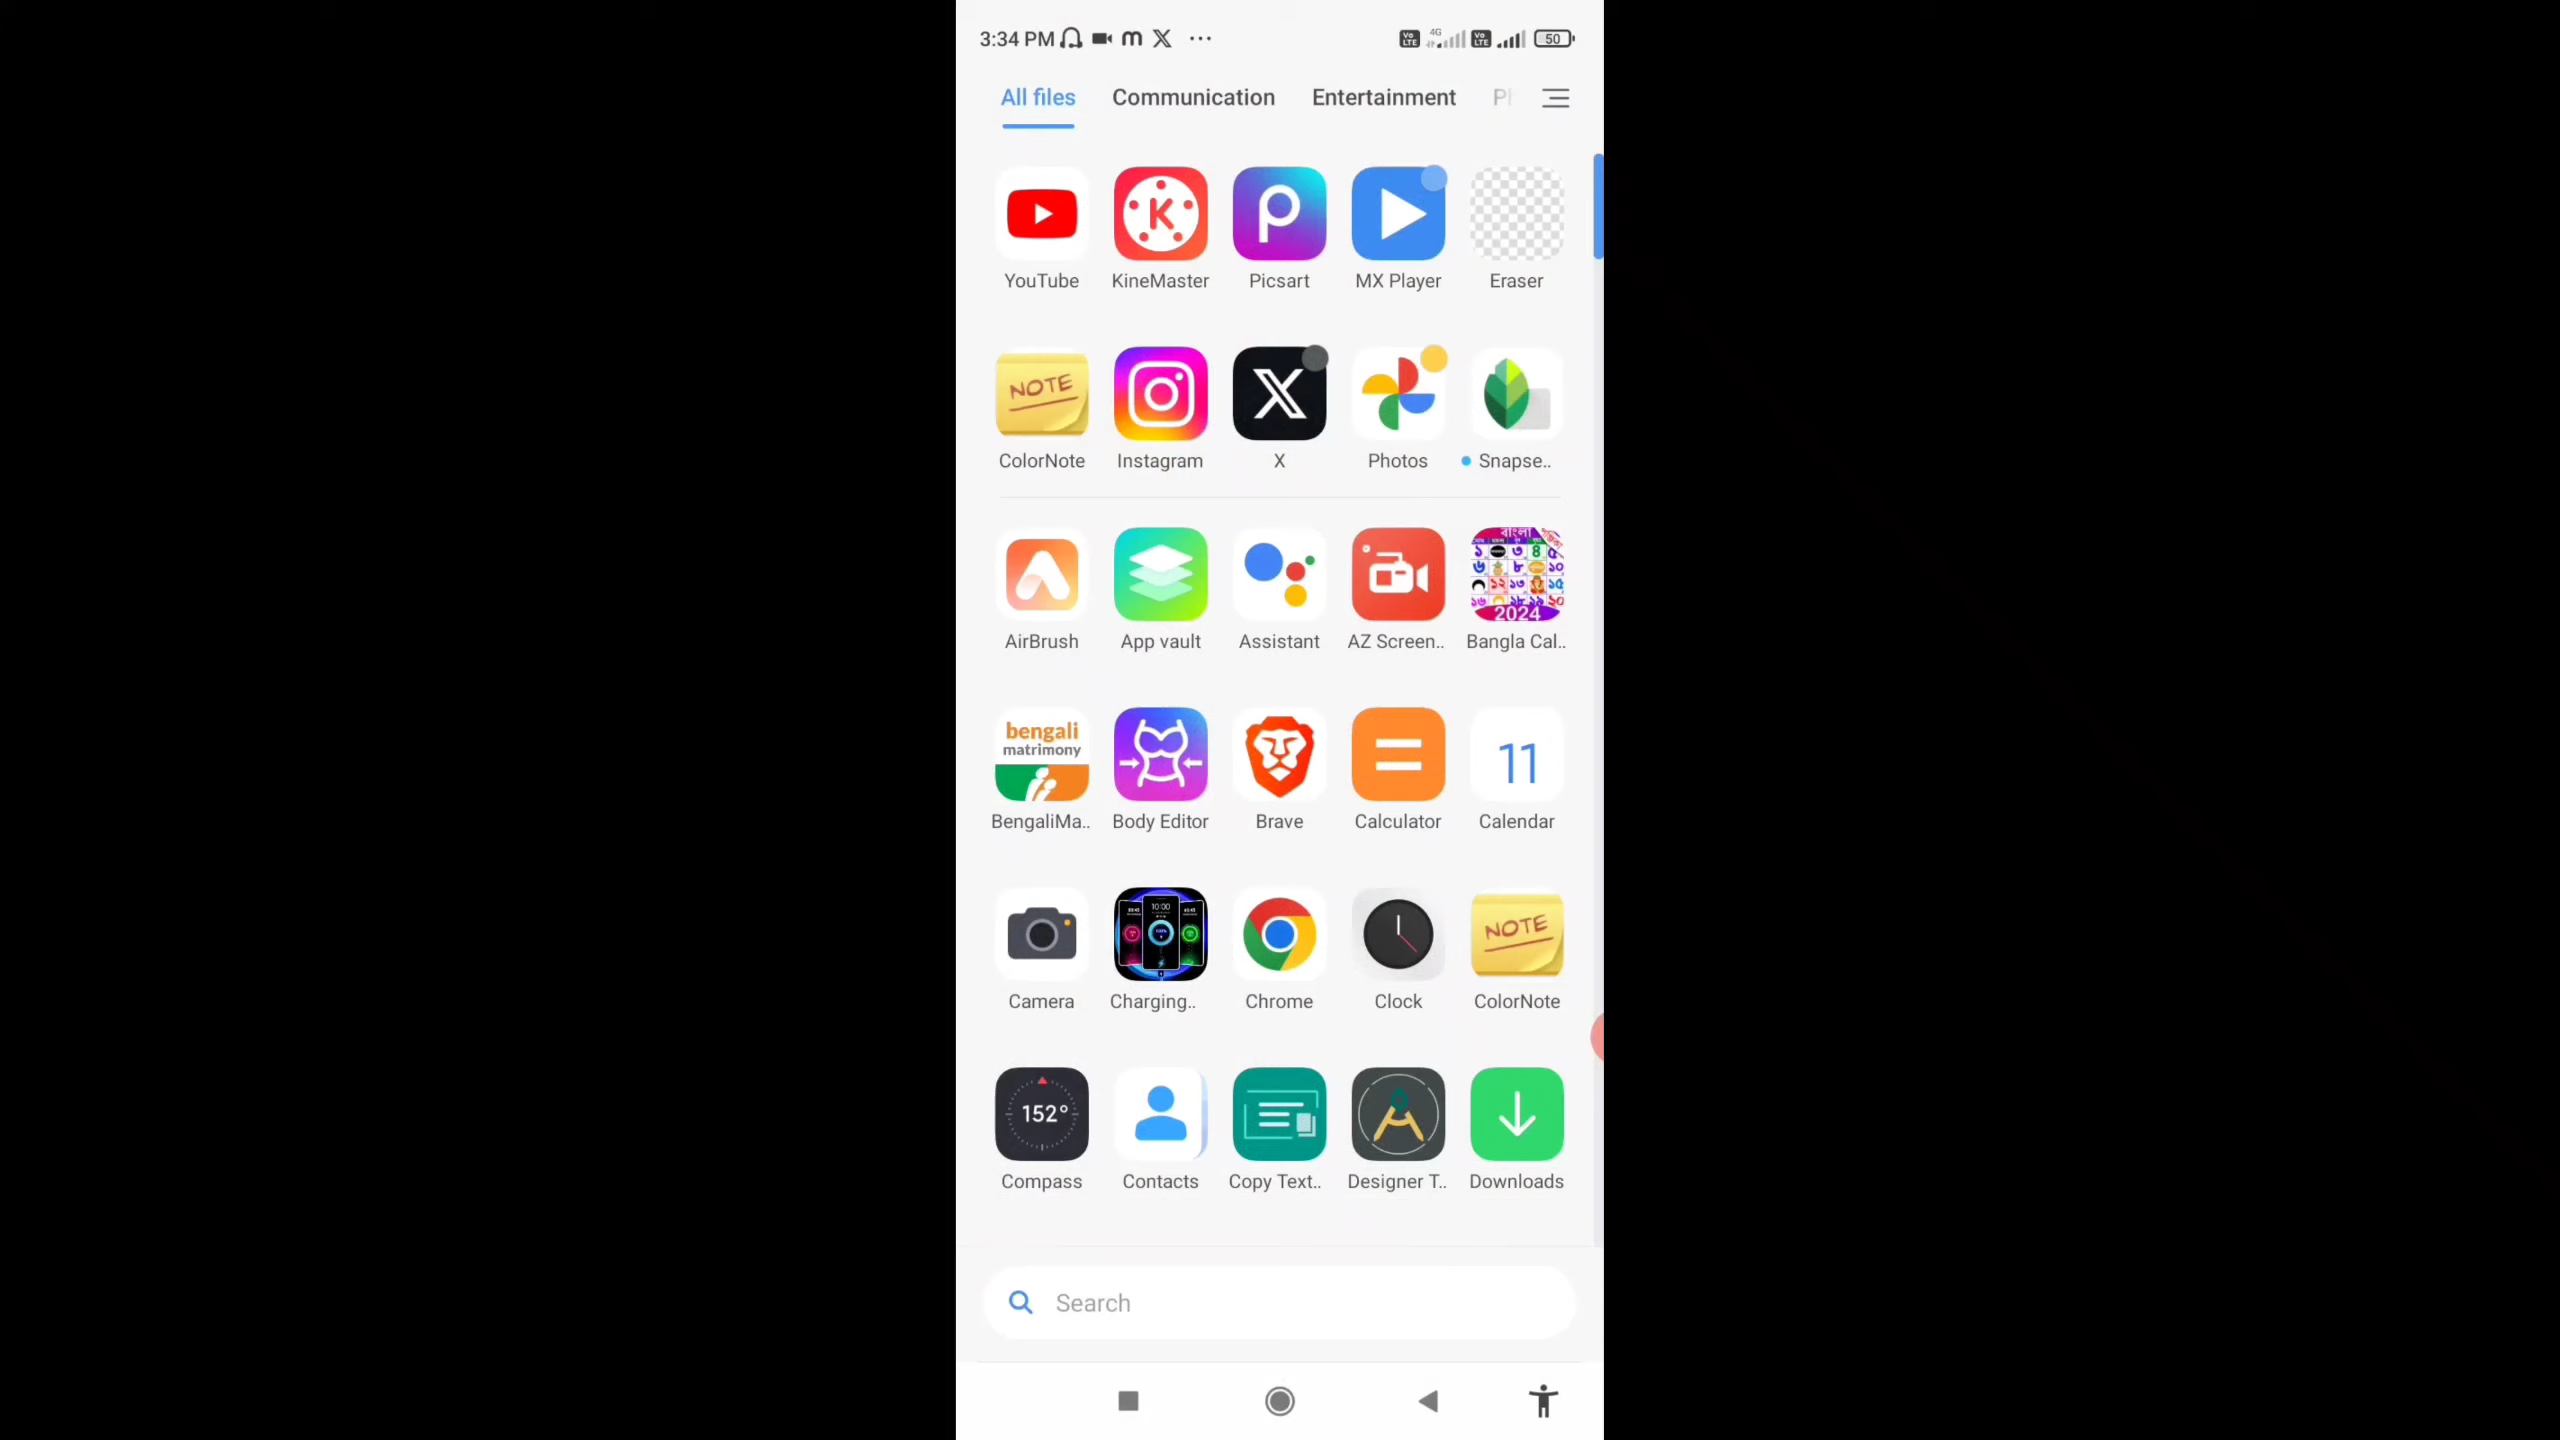 3:34 PM
4G
50
All files
Communication
Entertainment
YouTube
KineMaster
Picsart
MX Player
Eraser
NOTE
ColorNote
Instagram
X
Photos
Snapse..
বাংলা
2024
AirBrush
App vault
Assistant
AZ Screen..
Bangla Cal..
bengali
matrimony
11
BengaliMa..
Body Editor
Brave
Calculator
Calendar
10:00
NOTE
Camera
Charging..
Chrome
Clock
ColorNote
152°
Compass
Contacts
Copy Text..
Designer T..
Downloads
Search